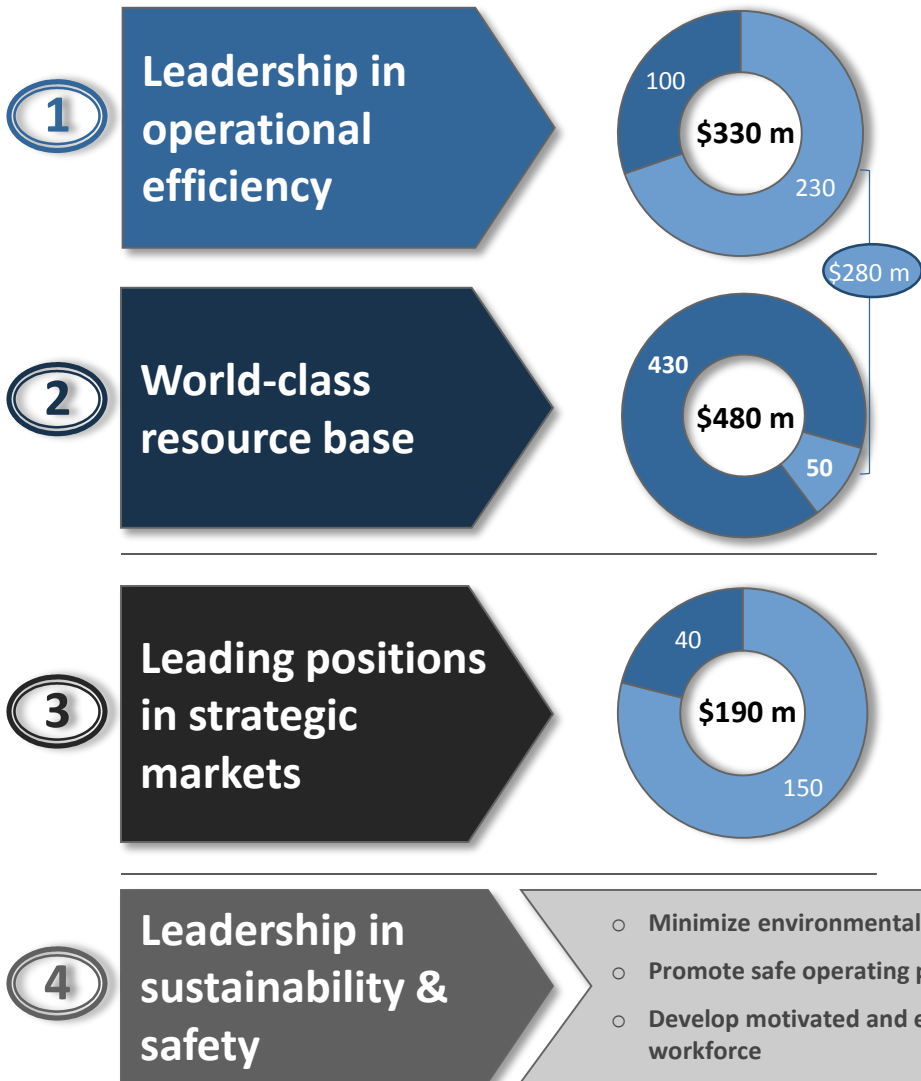 1
Leadership in
operational
efficiency
100
$330 m
230
$280 m
2
World-class
resource base
430
$480 m
50
3
Leading positions
in strategic
markets
40
$190 m
150
4
Leadership in
sustainability &
safety
○ Minimize environmental
○ Promote safe operating
○ Develop motivated and
workforce